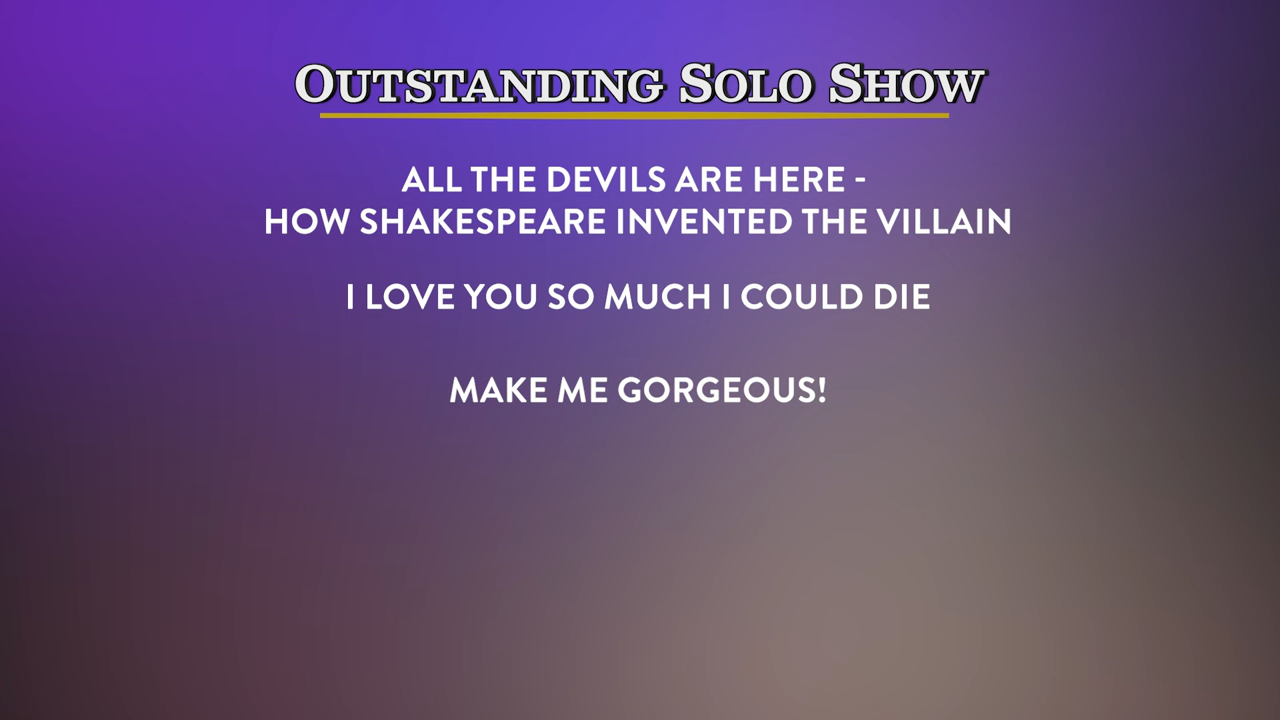 Outstanding Solo Show
ALL THE DEVILS ARE HERE -
HOW SHAKESPEARE INVENTED THE VILLAIN
I LOVE YOU SO MUCH I COULD DIE
MAKE ME GORGEOUS!